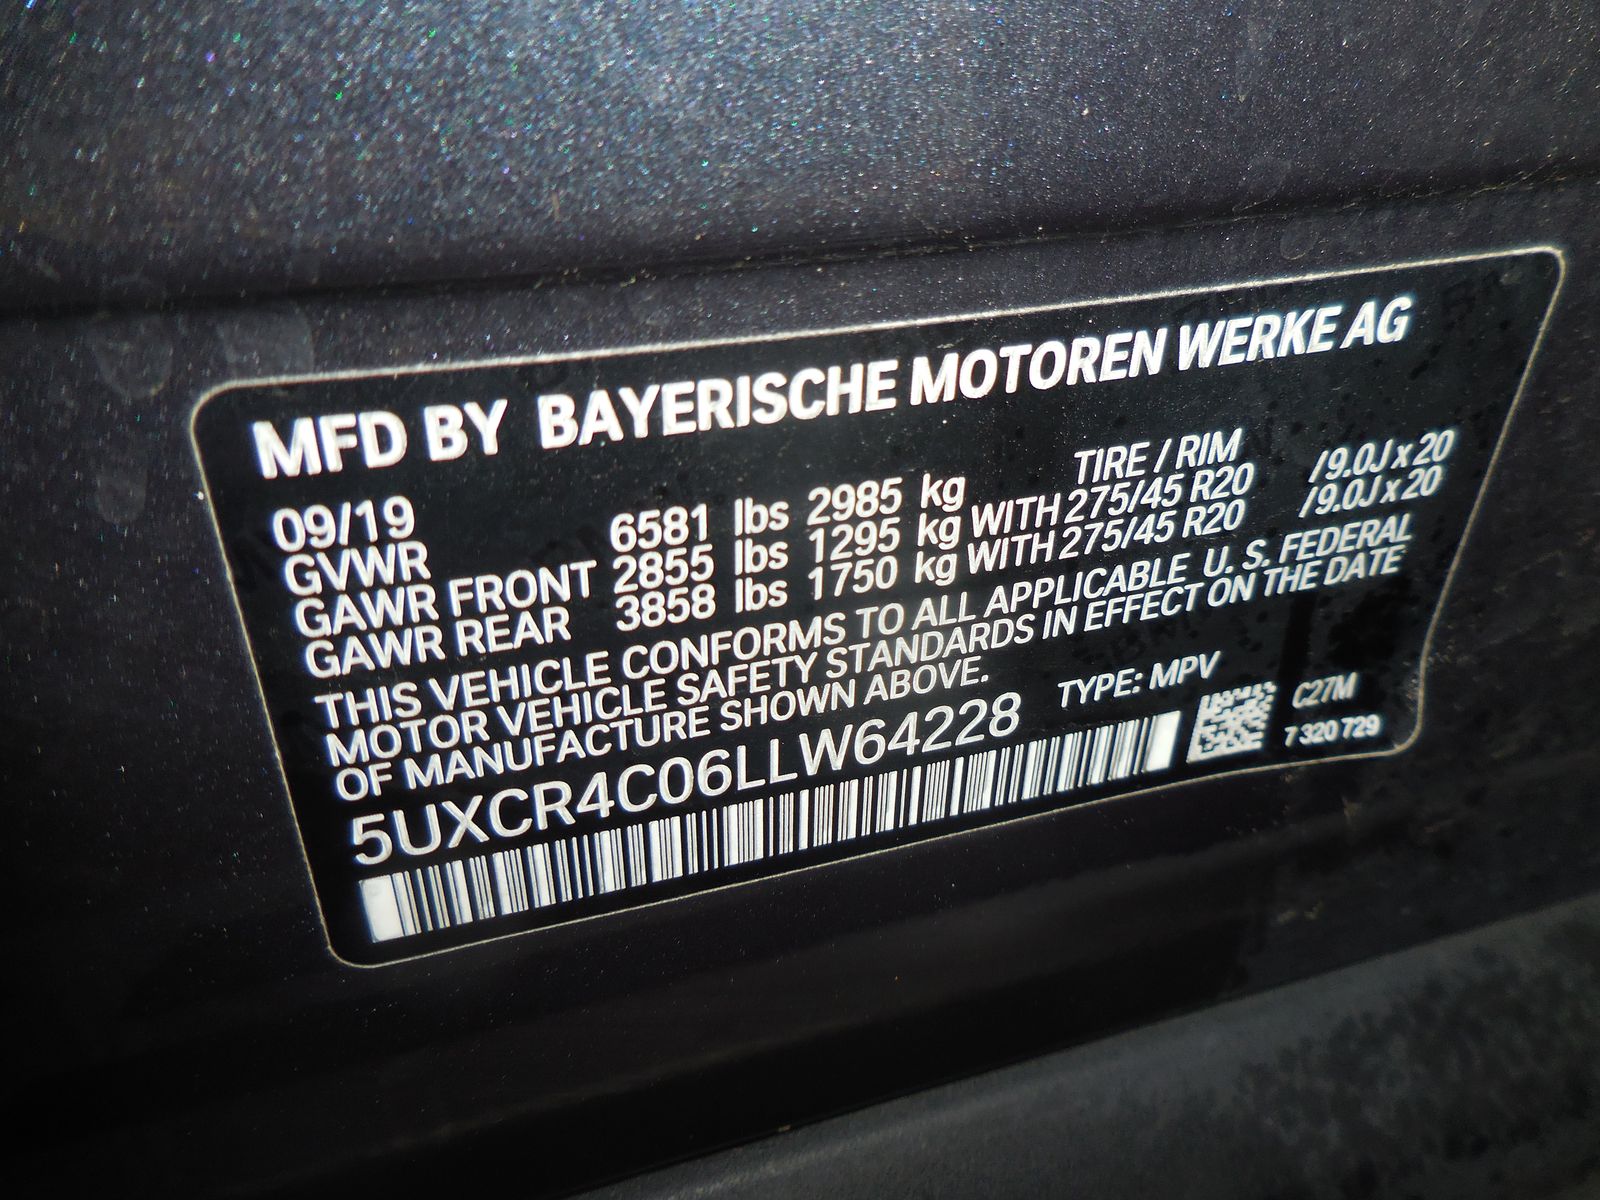 MFD BY BAYERISCHE MOTOREN WERKE AG
09/19 TIRE / RIM
GVWR 6581 lbs 2985 kg
GAWR FRONT 2855 lbs 1295 kg WITH 275/45 R20 /9.0J x 20
GAWR REAR 3858 lbs 1750 kg WITH 275/45 R20 /9.0J x 20
THIS VEHICLE CONFORMS TO ALL APPLICABLE U. S. FEDERAL
MOTOR VEHICLE SAFETY STANDARDS IN EFFECT ON THE DATE
OF MANUFACTURE SHOWN ABOVE.
5UXCR4C06LLW64228 TYPE: MPV
C27M
7 320 729